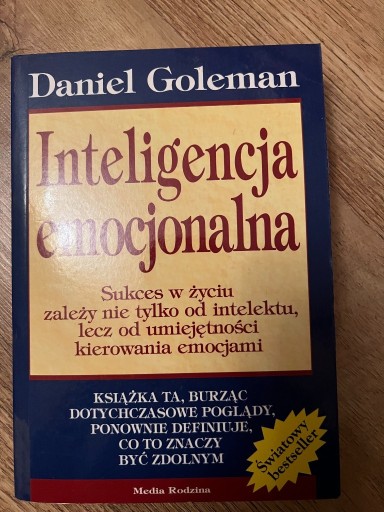 Daniel Goleman
Inteligencja
emocjonalna
Sukces w życiu
zależy nie tylko od intelektu,
lecz od umiejętności
kierowania emocjami
KSIĄŻKA TA, BURZĄC
DOTYCHCZASOWE POGLĄDY,
PONOWNIE DEFINIUJE,
CO TO ZNACZY
BYĆ ZDOLNYM
Światowy
bestseller
Media Rodzina